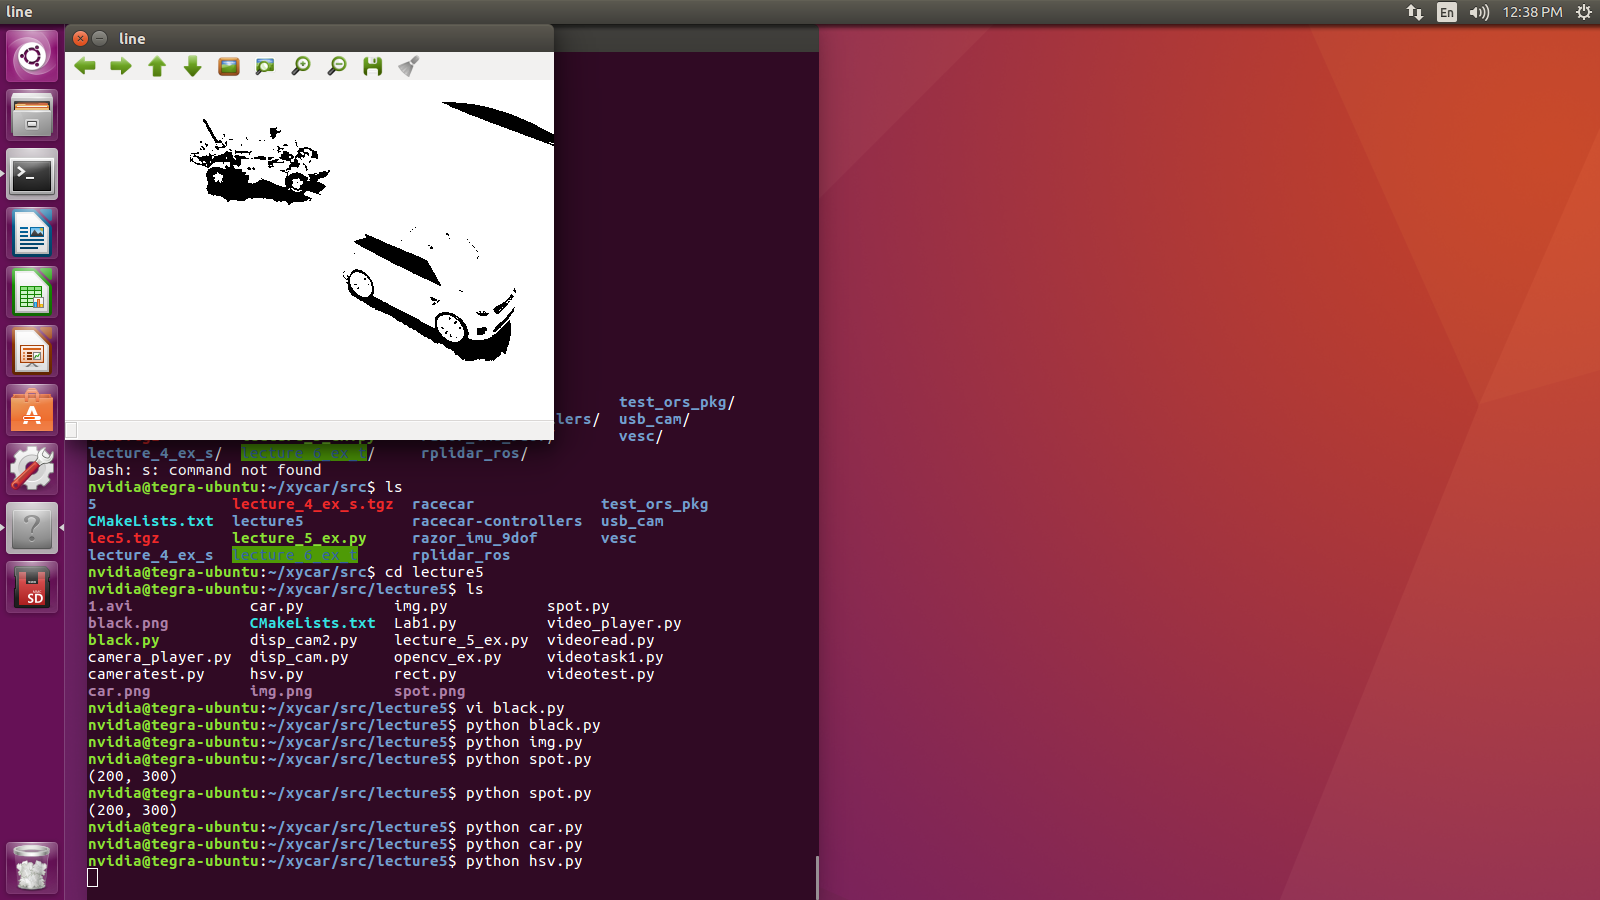 line
En
12:38 PM
line
test_ors_pkg/
lers/ usb_cam/
vesc/
lecture_4_ex_s/ lecture_6_ex_t/ rplidar_ros/
bash: s: command not found
nvidia@tegra-ubuntu:~/xycar/src$ ls
5 lecture_4_ex_s.tgz racecar test_ors_pkg
CMakeLists.txt lecture5 racecar-controllers usb_cam
lec5.tgz lecture_5_ex.py razor_imu_9dof vesc
lecture_4_ex_s lecture_6_ex_t rplidar_ros
nvidia@tegra-ubuntu:~/xycar/src$ cd lecture5
nvidia@tegra-ubuntu:~/xycar/src/lecture5$ ls
1.avi car.py img.py spot.py
black.png CMakeLists.txt Lab1.py video_player.py
black.py disp_cam2.py lecture_5_ex.py videoread.py
camera_player.py disp_cam.py opencv_ex.py videotask1.py
cameratest.py hsv.py rect.py videotest.py
car.png img.png spot.png
nvidia@tegra-ubuntu:~/xycar/src/lecture5$ vi black.py
nvidia@tegra-ubuntu:~/xycar/src/lecture5$ python black.py
nvidia@tegra-ubuntu:~/xycar/src/lecture5$ python img.py
nvidia@tegra-ubuntu:~/xycar/src/lecture5$ python spot.py
(200, 300)
nvidia@tegra-ubuntu:~/xycar/src/lecture5$ python spot.py
(200, 300)
nvidia@tegra-ubuntu:~/xycar/src/lecture5$ python car.py
nvidia@tegra-ubuntu:~/xycar/src/lecture5$ python car.py
nvidia@tegra-ubuntu:~/xycar/src/lecture5$ python hsv.py
SD